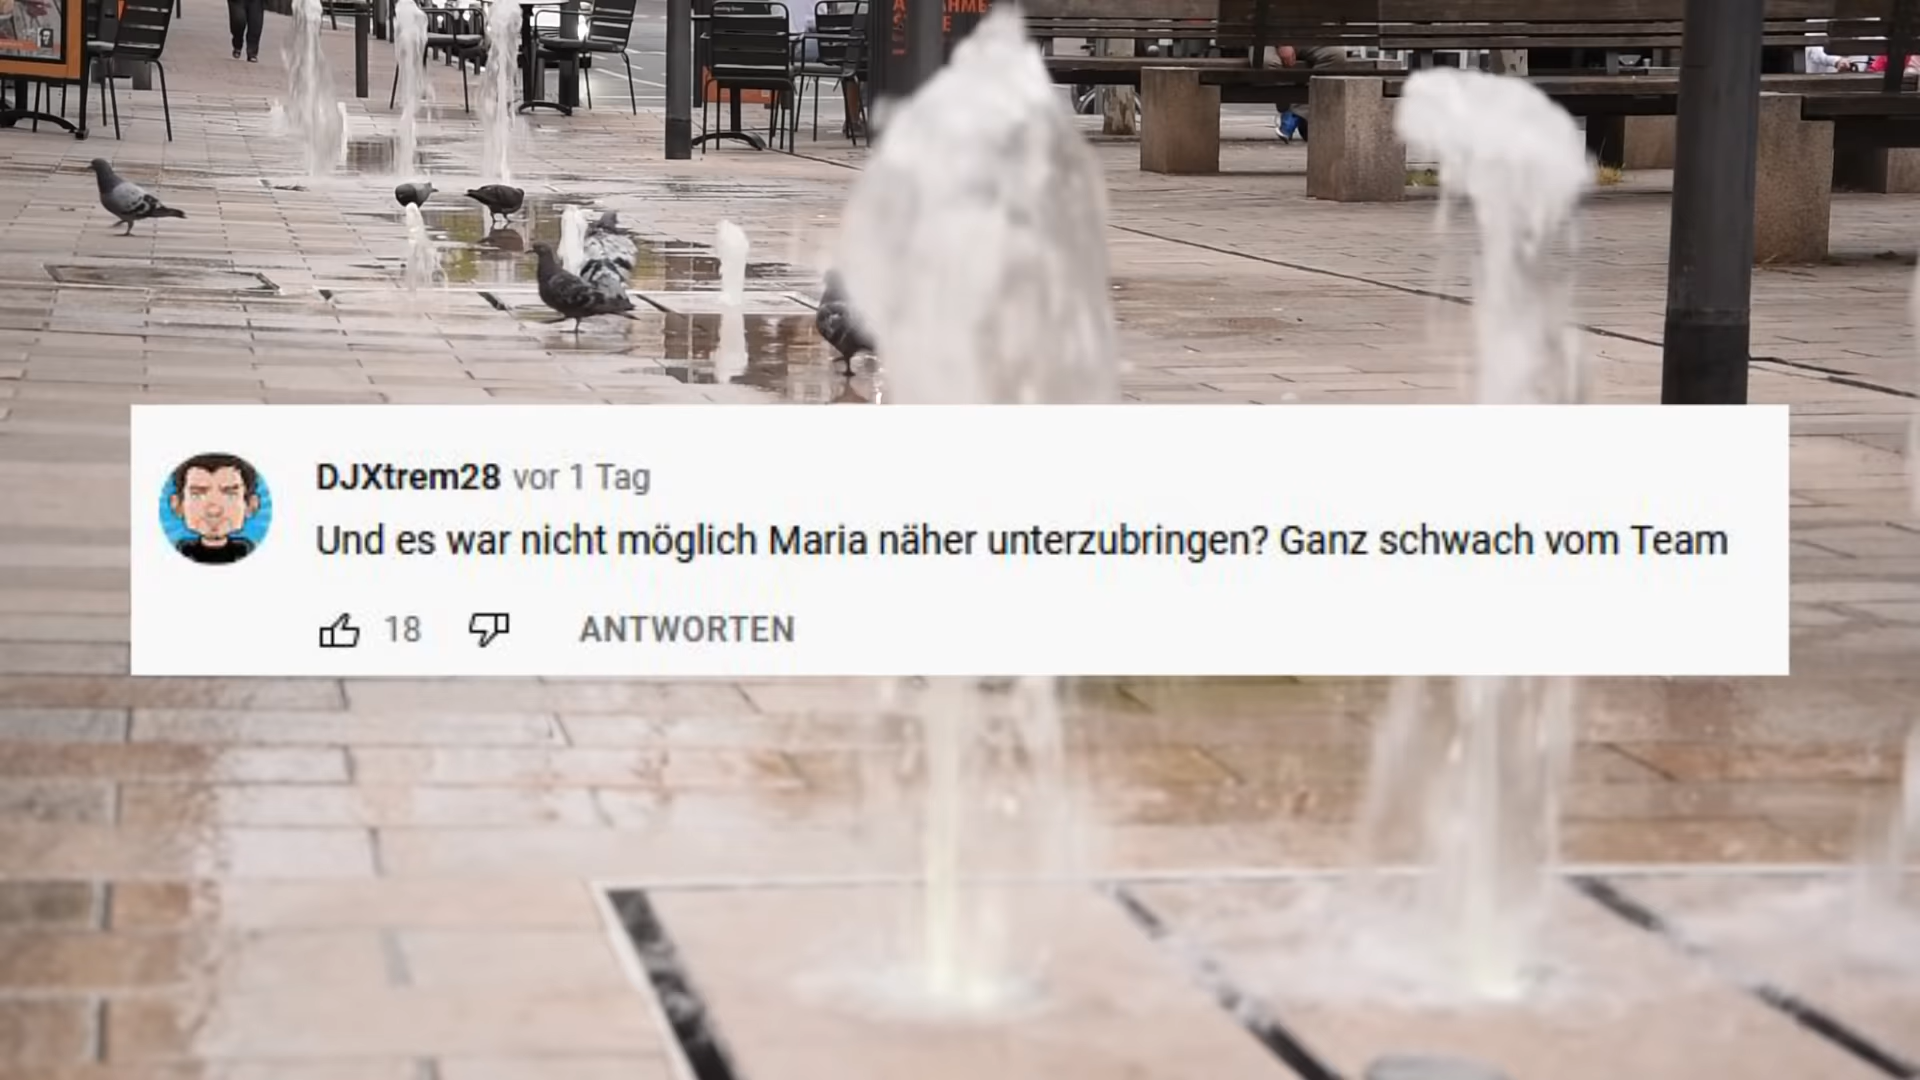 DJXtrem28 vor 1 Tag
Und es war nicht möglich Maria näher unterzubringen? Ganz schwach vom Team
18
ANTWORTEN